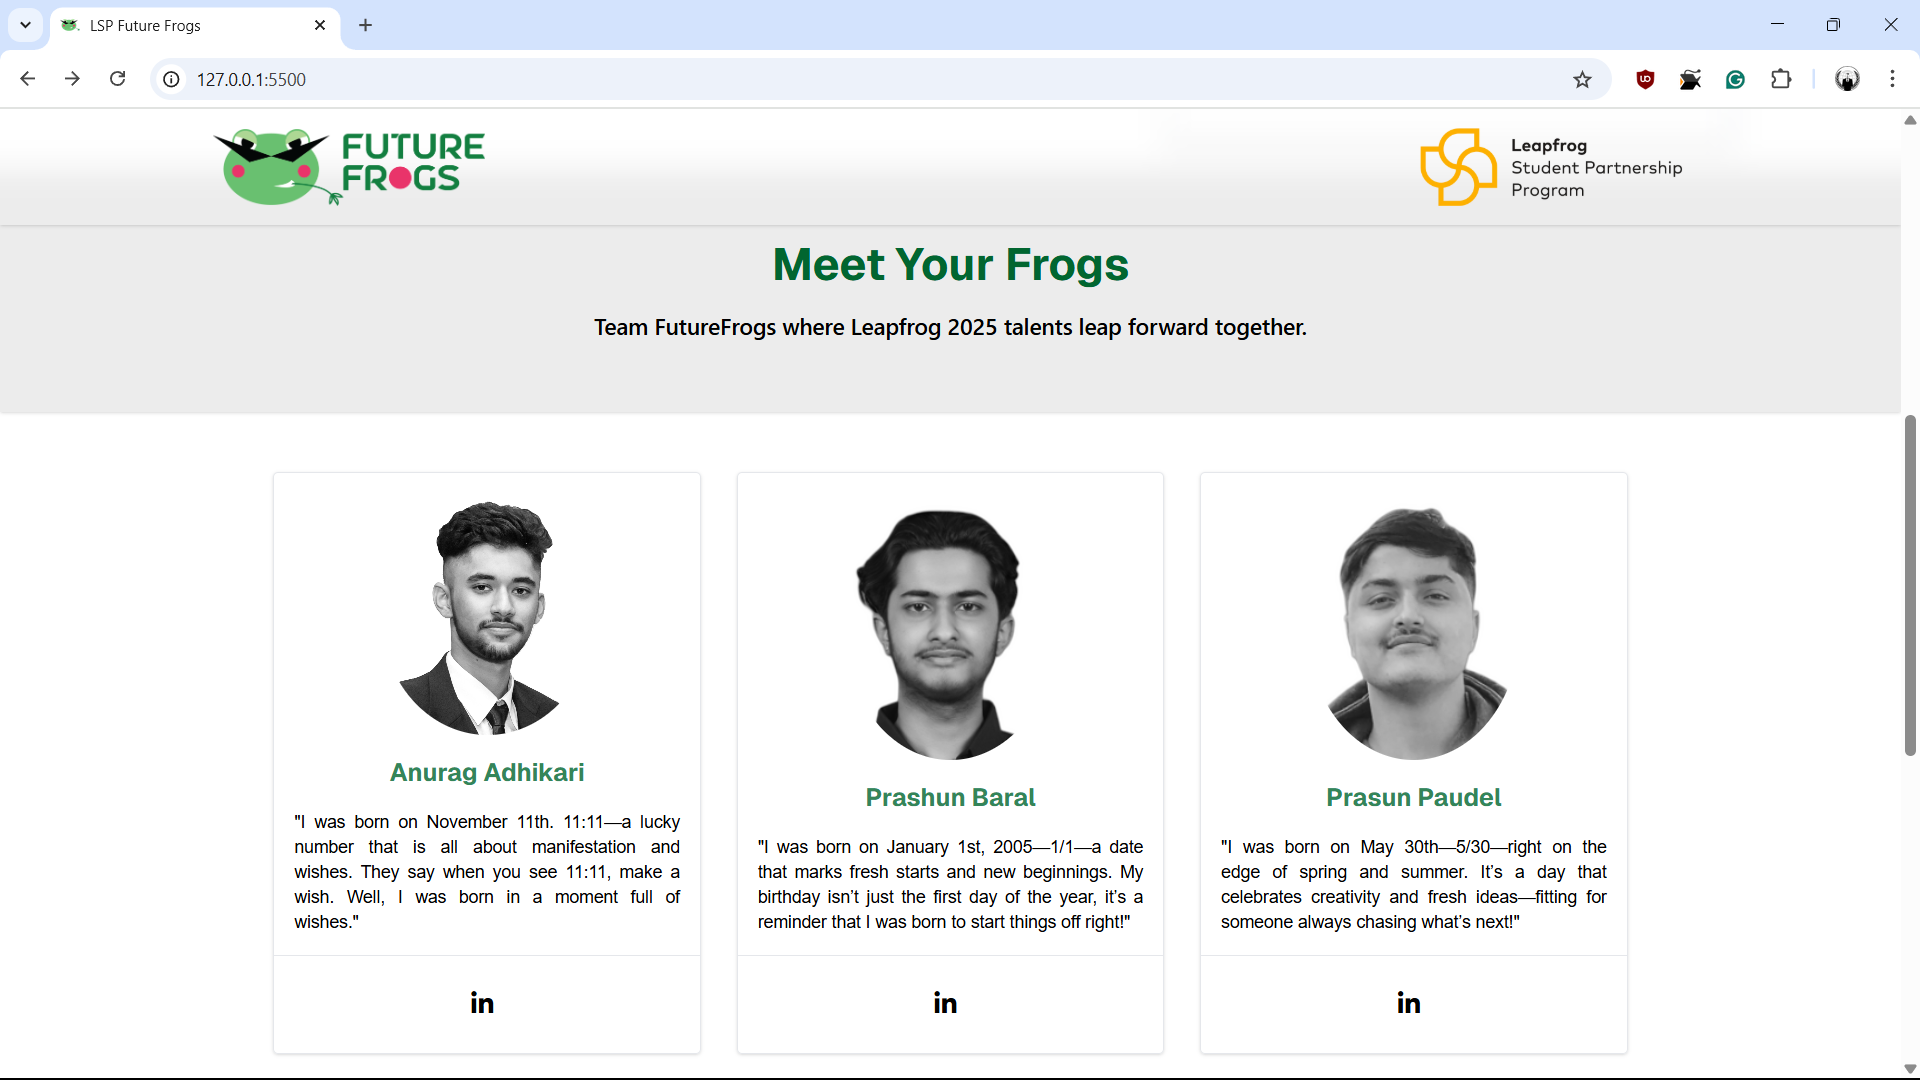 LSP Future Frogs
127.0.0.1:5500
FUTURE
FROGS
Leapfrog
Student Partnership
Program
Meet Your Frogs
Team FutureFrogs where Leapfrog 2025 talents leap forward together.
Anurag Adhikari
"I was born on November 11th. 11:11—a lucky
number that is all about manifestation and
wishes. They say when you see 11:11, make a
wish. Well, I was born in a moment full of
wishes."
in
Prashun Baral
"I was born on January 1st, 2005—1/1—a date
that marks fresh starts and new beginnings. My
birthday isn’t just the first day of the year, it’s a
reminder that I was born to start things off right!"
in
Prasun Paudel
"I was born on May 30th—5/30—right on the
edge of spring and summer. It’s a day that
celebrates creativity and fresh ideas—fitting for
someone always chasing what’s next!"
in